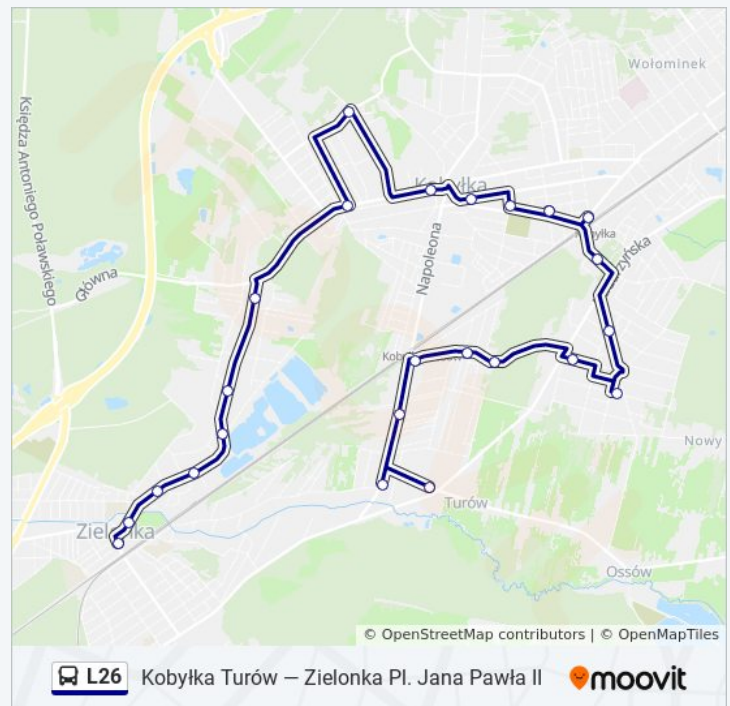 Wołominek
Księdza Antoniego Poławskiego
Kobyłka
Główna
Napoleona
Kobyłka
Nowy
Turów
Zielonka
Ossów
© OpenStreetMap contributors | © OpenMapTiles
L26 Kobyłka Turów — Zielonka Pl. Jana Pawła II moovit